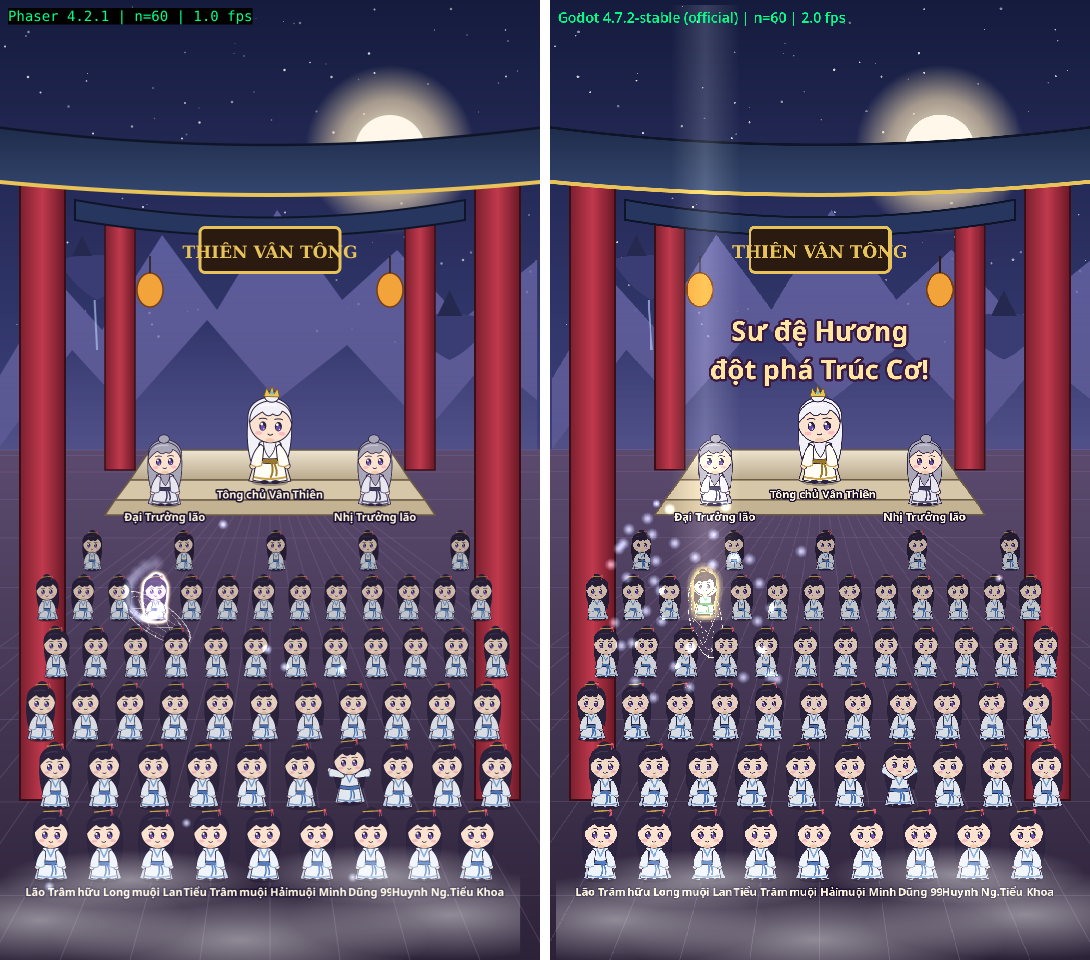 Phaser 4.2.1 | n=60 | 1.0 fps
THIÊN VÂN TÔNG
Tông chủ Vân Thiên
Đại Trưởng lão
Nhị Trưởng lão
Lão Trâm hữu Long muội Lan Tiểu Trâm muội Hải muội Minh Dũng 99 Huynh Ng. Tiểu Khoa
Godot 4.7.2-stable (official) | n=60 | 2.0 fps
THIÊN VÂN TÔNG
Sư đệ Hương
đột phá Trúc Cơ!
Tông chủ Vân Thiên
Đại Trưởng lão
Nhị Trưởng lão
Lão Trâm hữu Long muội Lan Tiểu Trâm muội Hải muội Minh Dũng 99 Huynh Ng. Tiểu Khoa